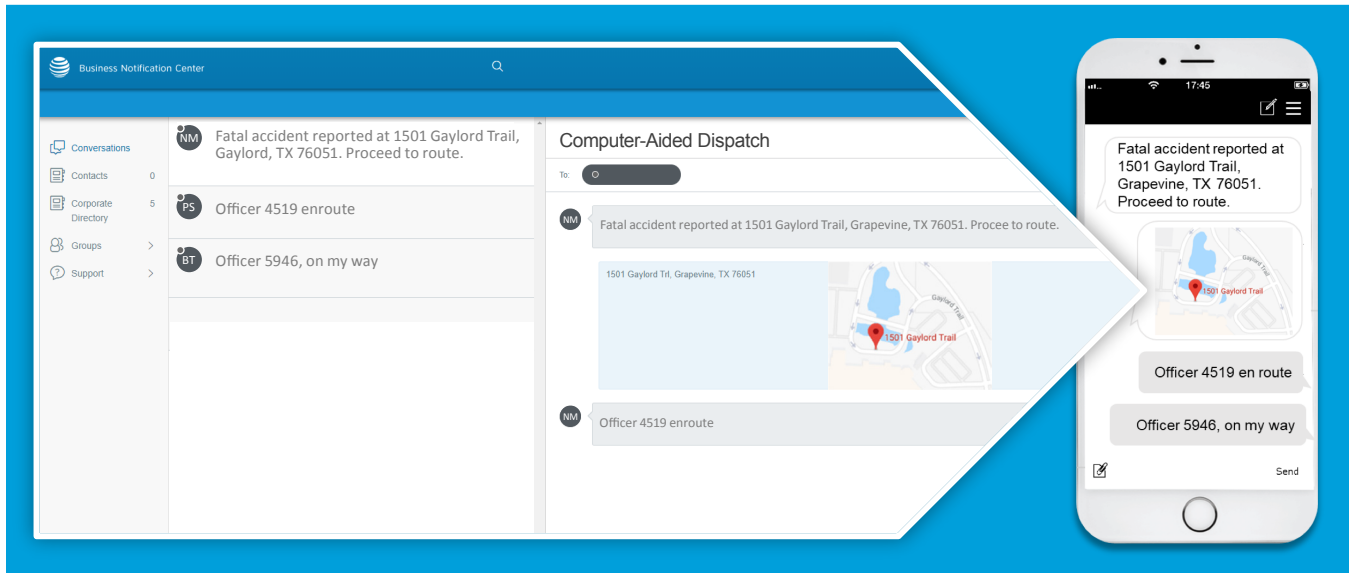 Business Notification Center
Conversations
Contacts 0
Corporate 5
Directory
Groups
Support
NM
Fatal accident reported at 1501 Gaylord Trail,
Gaylord, TX 76051. Proceed to route.
PS
Officer 4519 enroute
BT
Officer 5946, on my way
Computer-Aided Dispatch
To:
NM
Fatal accident reported at 1501 Gaylord Trail, Grapevine, TX 76051. Procee to route.
1501 Gaylord Trl, Grapevine, TX 76051
Gaylord Trail
1501 Gaylord Trail
NM
Officer 4519 enroute
17:45
Fatal accident reported at
1501 Gaylord Trail,
Grapevine, TX 76051.
Proceed to route.
Gaylord Trail
1501 Gaylord Trail
Officer 4519 en route
Officer 5946, on my way
Send